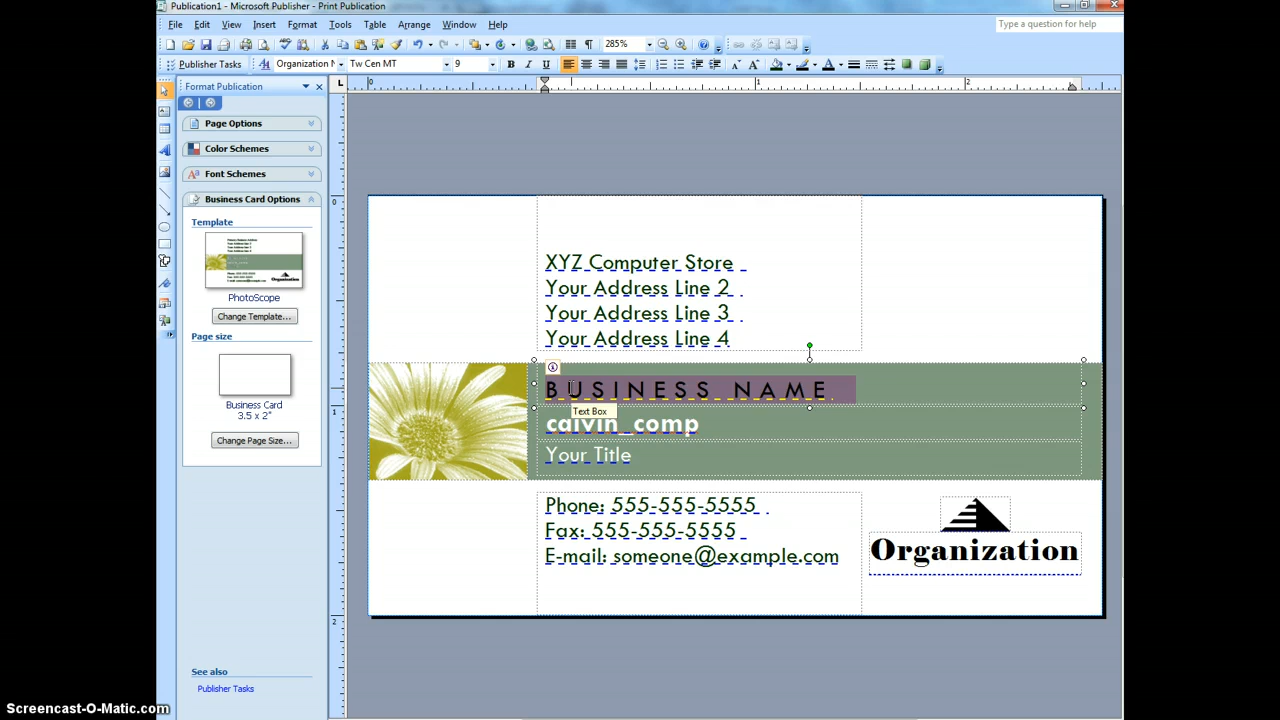 Publication1 - Microsoft Publisher - Print Publication
File Edit View Insert Format Tools Table Arrange Window Help
Type a question for help
285%
Publisher Tasks
Organization N
Tw Cen MT
9
Format Publication
Page Options
Color Schemes
Font Schemes
Business Card Options
Template
PhotoScope
Change Template...
Page size
Business Card
3.5 x 2"
Change Page Size...
See also
Publisher Tasks
XYZ Computer Store
Your Address Line 2
Your Address Line 3
Your Address Line 4
BUSINESS NAME
Text Box
calvin_comp
Your Title
Phone: 555-555-5555
Fax: 555-555-5555
E-mail: someone@example.com
Organization
Screencast-O-Matic.com